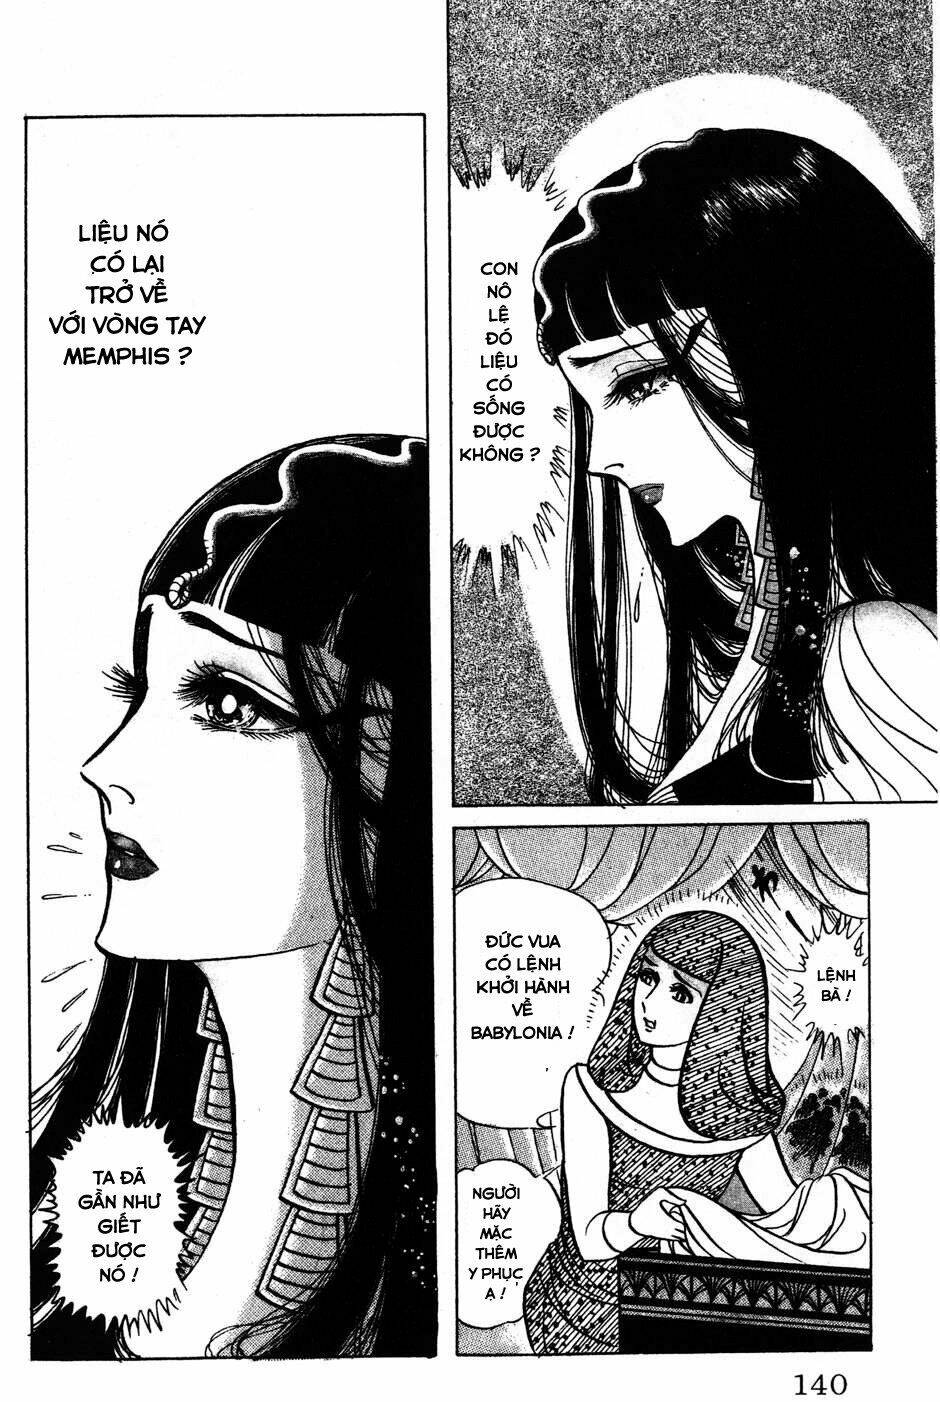 CON
NÔ
LỆ
ĐÓ
LIỆU
CÓ
SỐNG
ĐƯỢC
KHÔNG ?
LIỆU NÓ
CÓ LẠI
TRỞ VỀ
VỚI VÒNG TAY
MEMPHIS ?
TA ĐÃ
GẦN NHƯ
GIẾT
ĐƯỢC
NÓ !
わー
LỆNH
BÀ !
ĐỨC VUA
CÓ LỆNH
KHỞI HÀNH
VỀ
BABYLONIA !
NGƯỜI
HÃY
MẶC
THÊM
Y PHỤC
Ạ !
140